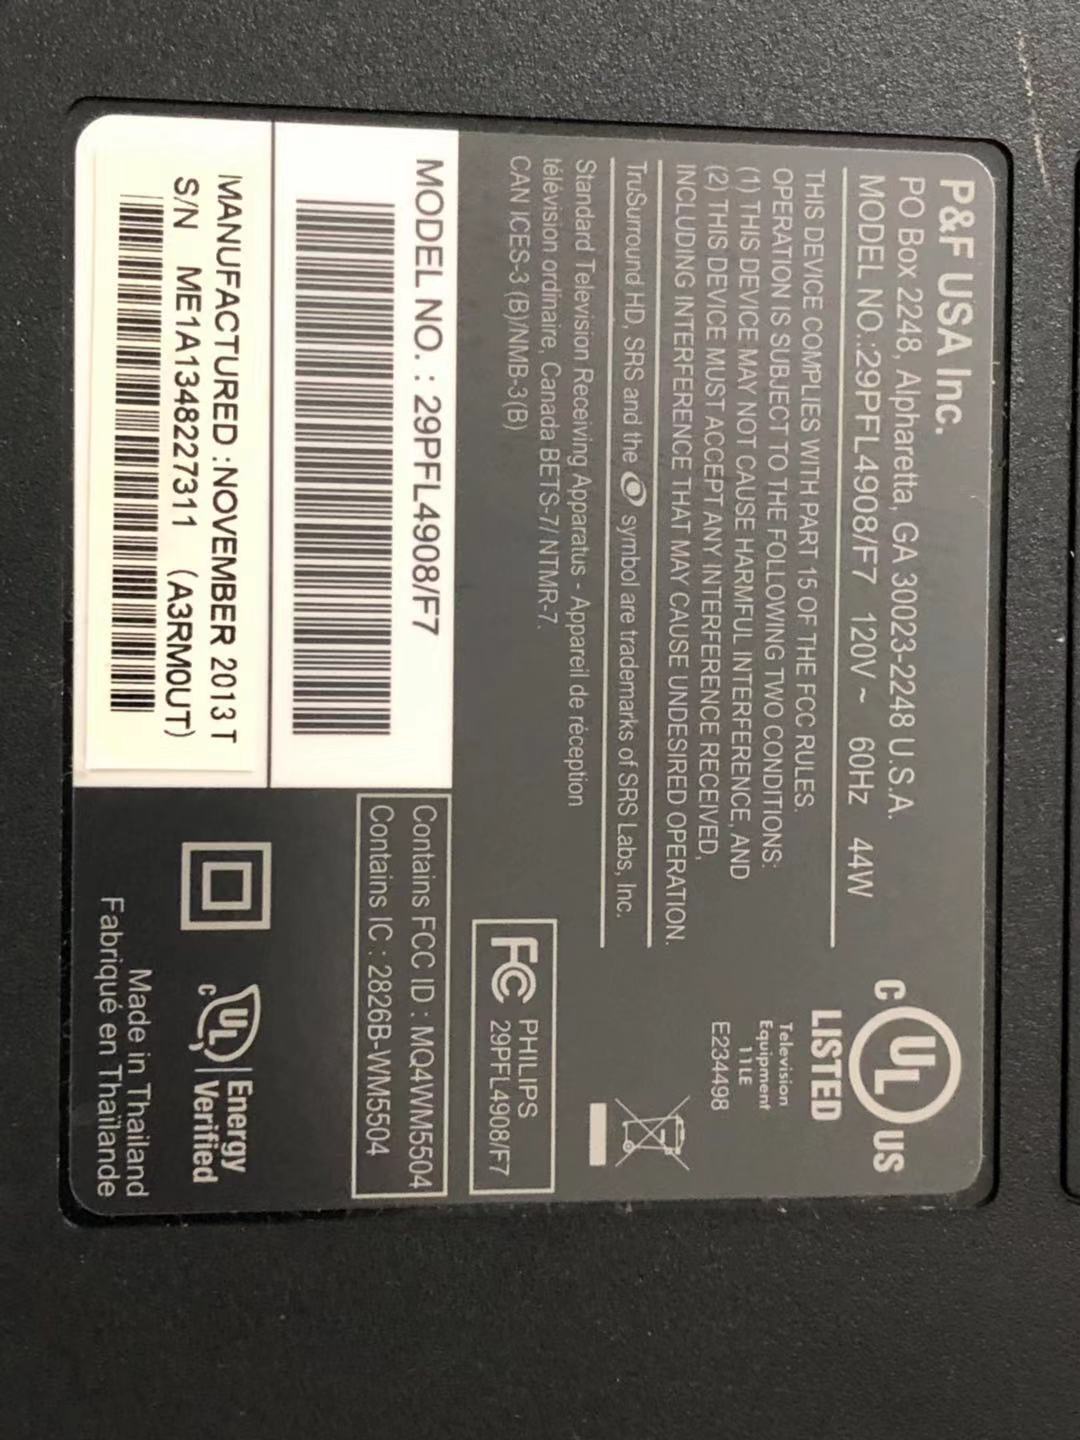 P&F USA Inc.
PO Box 2248, Alpharetta, GA 30023-2248 U.S.A.
MODEL NO.:29PFL4908/F7 120V~ 60Hz 44W
THIS DEVICE COMPLIES WITH PART 15 OF THE FCC RULES.
OPERATION IS SUBJECT TO THE FOLLOWING TWO CONDITIONS:
(1) THIS DEVICE MAY NOT CAUSE HARMFUL INTERFERENCE, AND
(2) THIS DEVICE MUST ACCEPT ANY INTERFERENCE RECEIVED,
INCLUDING INTERFERENCE THAT MAY CAUSE UNDESIRED OPERATION.
TruSurround HD, SRS and the symbol are trademarks of SRS Labs, Inc.
Standard Television Receiving Apparatus - Appareil de réception
télévision ordinaire, Canada BETS-7/NTMR-7.
CAN ICES-3 (B)/NMB-3(B)
C UL US
LISTED
Television
Equipment
11LE
E234498
FC PHILIPS
29PFL4908/F7
MODEL NO. : 29PFL4908/F7
Contains FCC ID : MQ4WM5504
Contains IC : 2826B-WM5504
MANUFACTURED :NOVEMBER 2013 T
S/N ME1A1348227311 (A3RM0UT)
C UL Energy
Verified
Made in Thailand
Fabriqué en Thaïlande